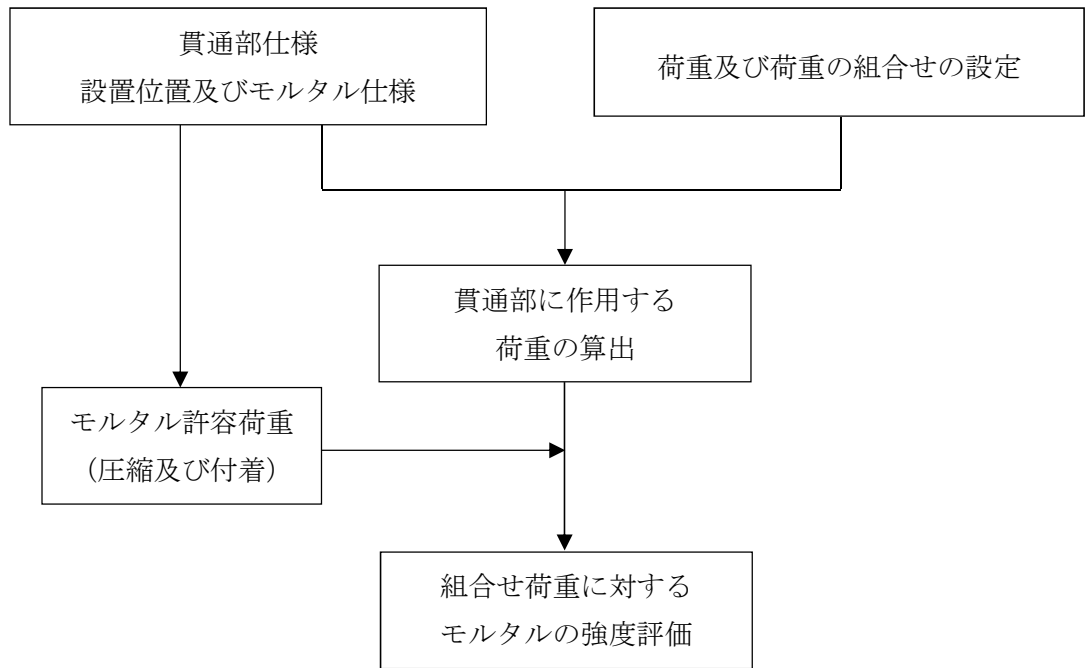 貫通部仕様
設置位置及びモルタル仕様
荷重及び荷重の組合せの設定
貫通部に作用する
荷重の算出
モルタル許容荷重
（圧縮及び付着）
組合せ荷重に対する
モルタルの強度評価